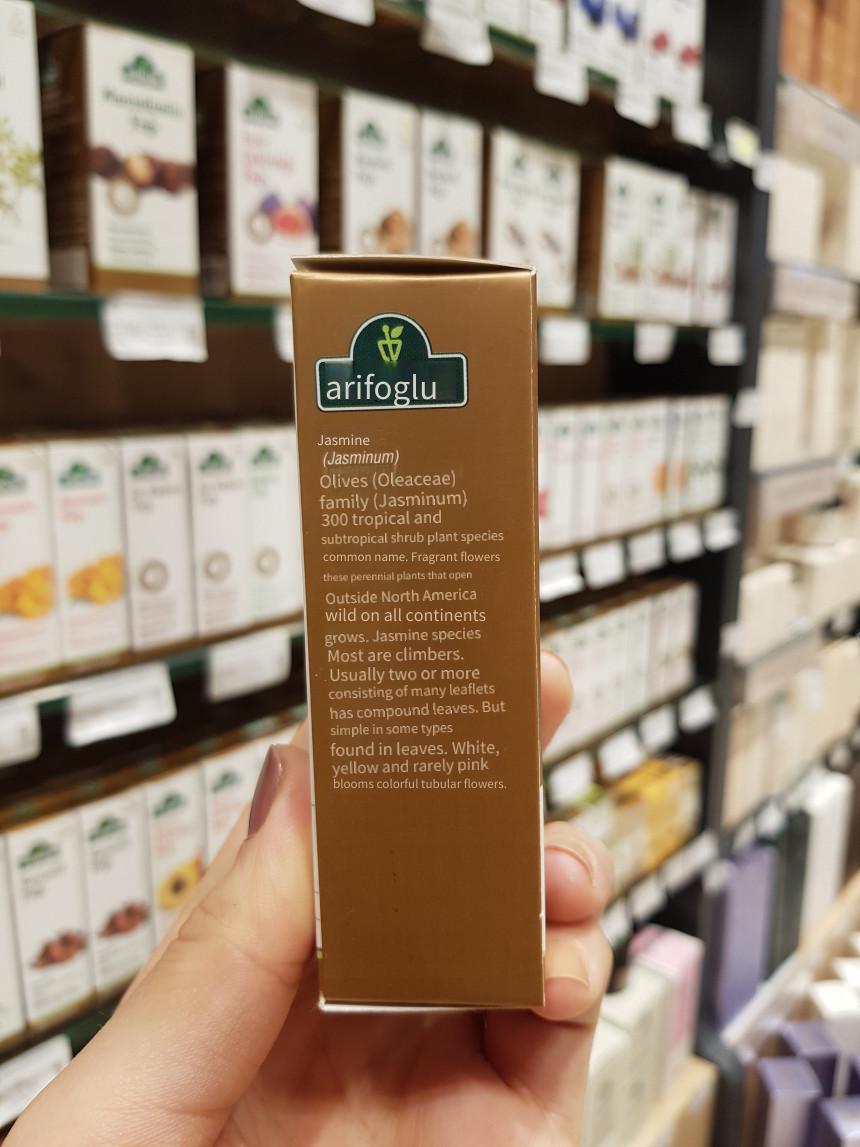 arifoglu
Jasmine
(Jasminum)
Olives (Oleaceae)
family (Jasminum)
300 tropical and
subtropical shrub plant species
common name. Fragrant flowers
these perennial plants that open
Outside North America
wild on all continents
grows. Jasmine species
Most are climbers.
Usually two or more
consisting of many leaflets
has compound leaves. But
simple in some types
found in leaves. White,
yellow and rarely pink
blooms colorful tubular flowers.